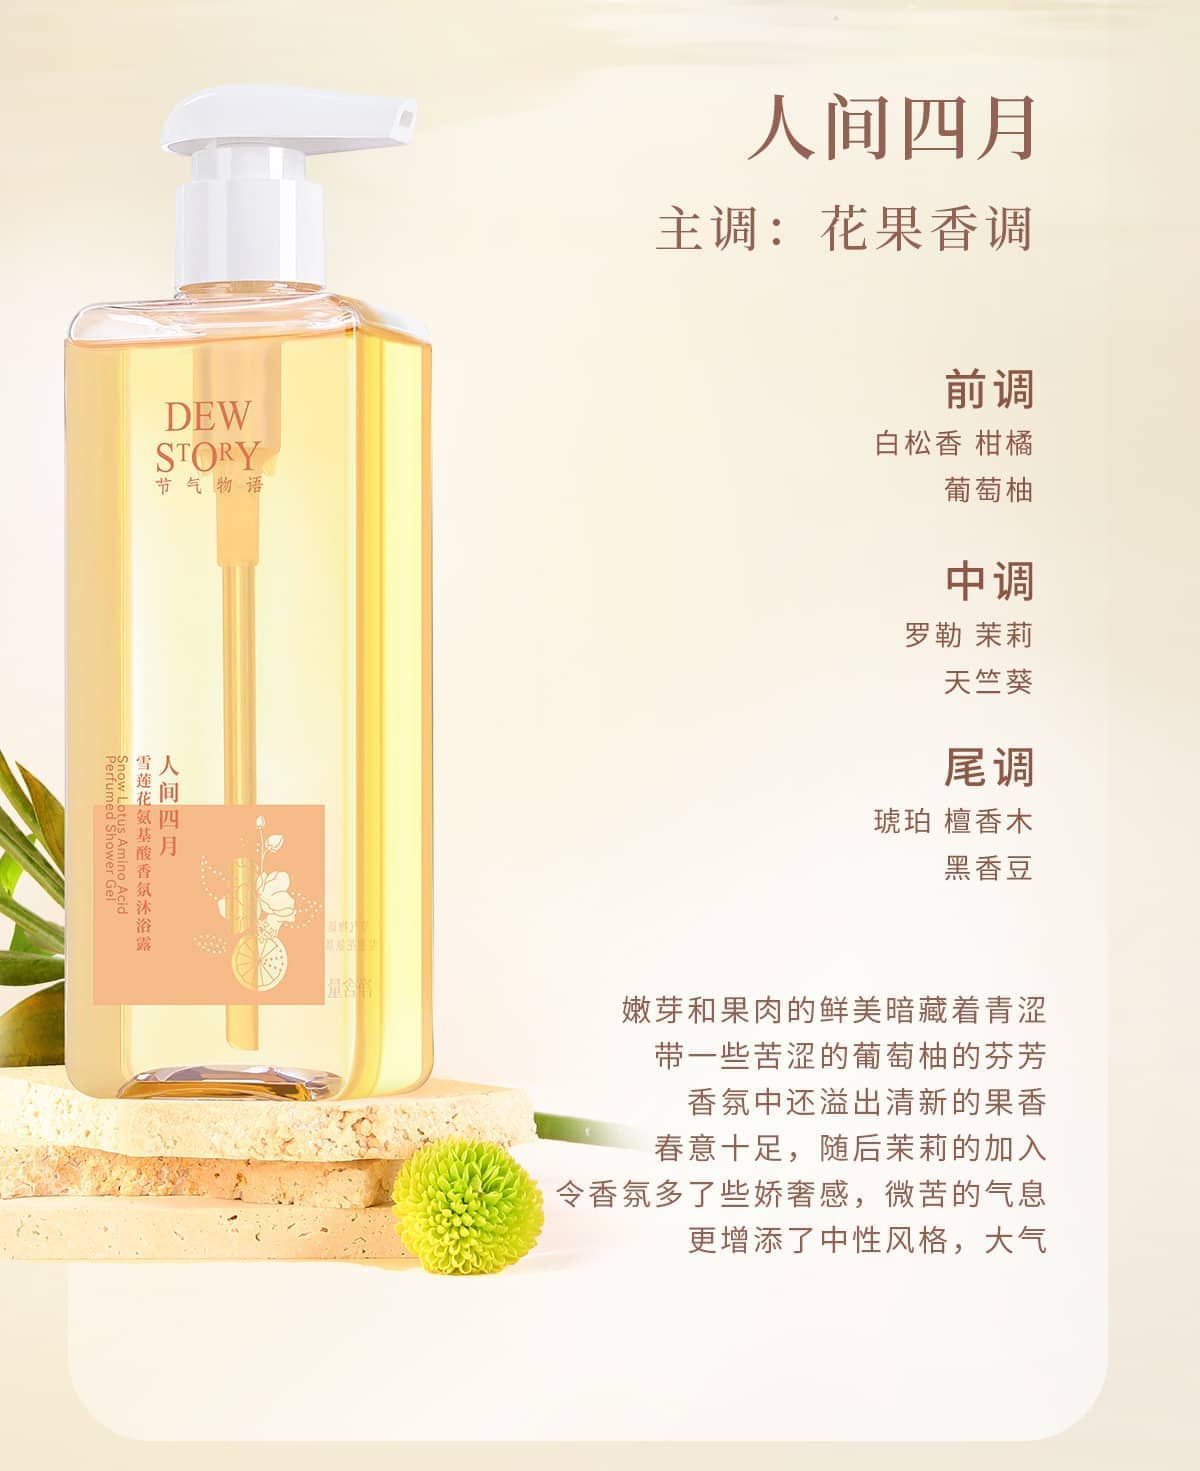 人间四月
主调：花果香调
前调
白松香 柑橘
葡萄柚
中调
罗勒 茉莉
天竺葵
尾调
琥珀 檀香木
黑香豆
嫩芽和果肉的鲜美暗藏着青涩
带一些苦涩的葡萄柚的芬芳
香氛中还溢出清新的果香
春意十足，随后茉莉的加入
令香氛多了些娇奢感，微苦的气息
更增添了中性风格，大气
DEW
STORY
节气物语
人间四月
雪莲花氨基酸香氛沐浴露
Snow Lotus Amino Acid
Perfumed Shower Gel
净含量